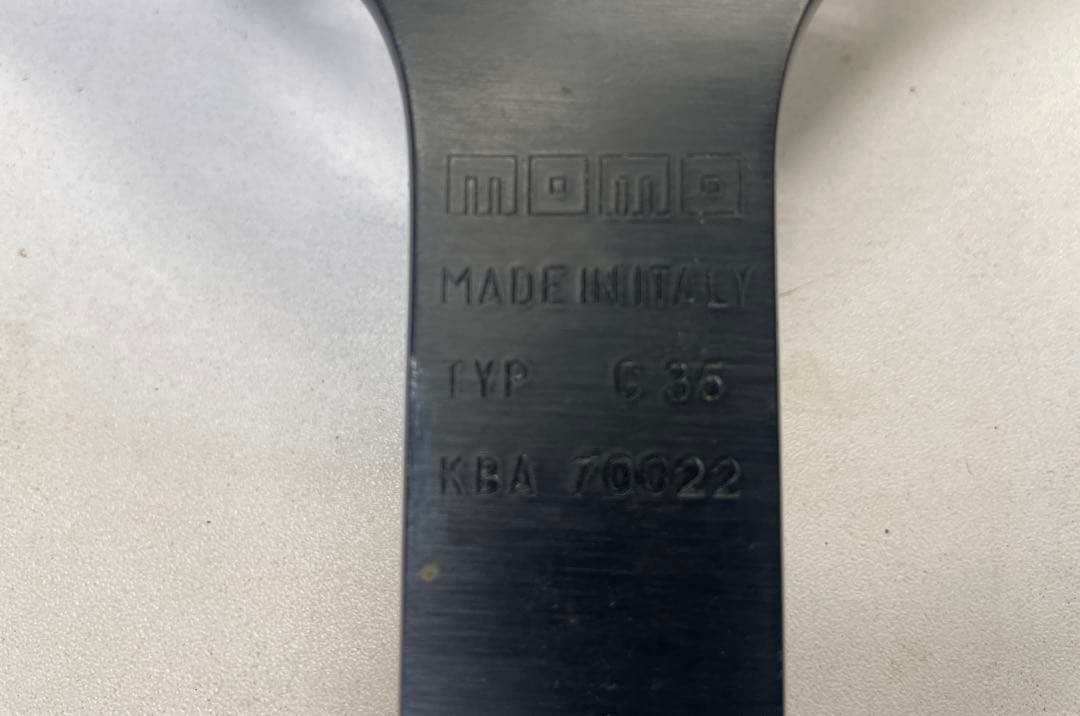 momo
MADE IN ITALY
TYP C 35
KBA 70022